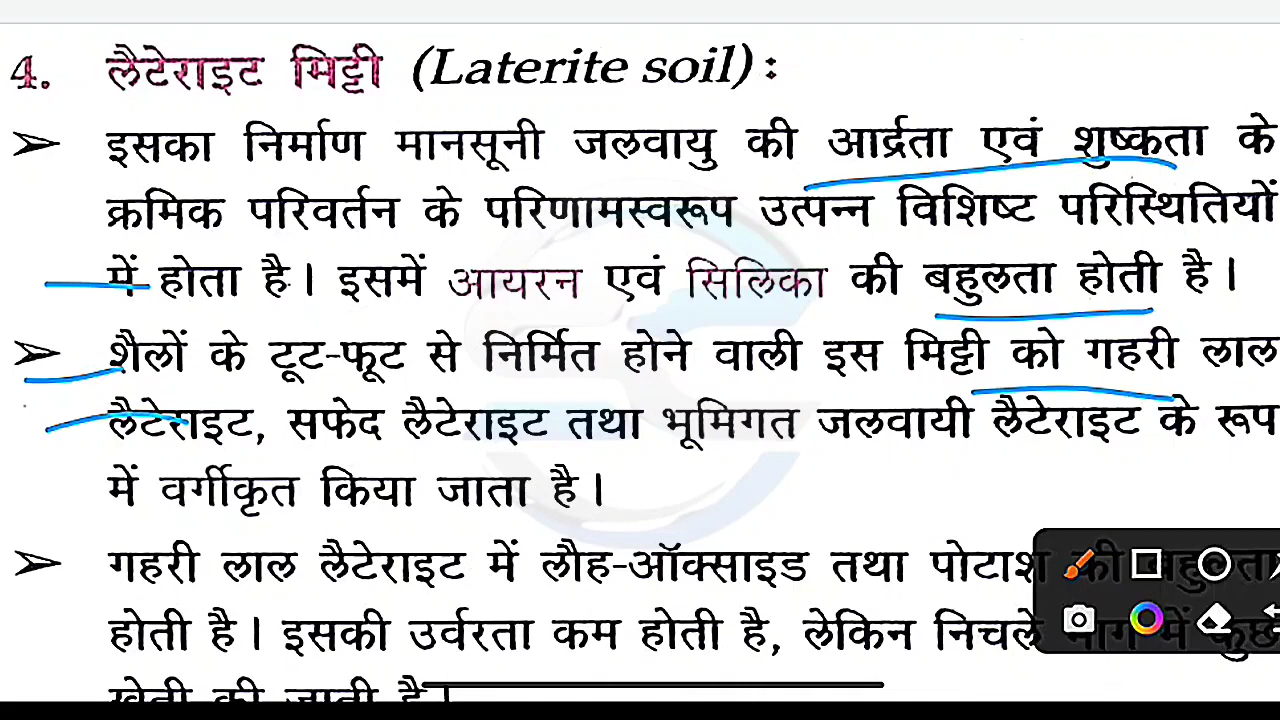 4. लैटेराइट मिट्टी (Laterite soil) :
➢ इसका निर्माण मानसूनी जलवायु की आर्द्रता एवं शुष्कता के
क्रमिक परिवर्तन के परिणामस्वरूप उत्पन्न विशिष्ट परिस्थितियों
में होता है। इसमें आयरन एवं सिलिका की बहुलता होती है।
➢ शैलों के टूट-फूट से निर्मित होने वाली इस मिट्टी को गहरी लाल
लैटेराइट, सफेद लैटेराइट तथा भूमिगत जलवायी लैटेराइट के रूप
में वर्गीकृत किया जाता है।
➢ गहरी लाल लैटेराइट में लौह-ऑक्साइड तथा पोटाश की बहुलता
होती है। इसकी उर्वरता कम होती है, लेकिन निचले भाग में कुछ
खेती की जाती है।